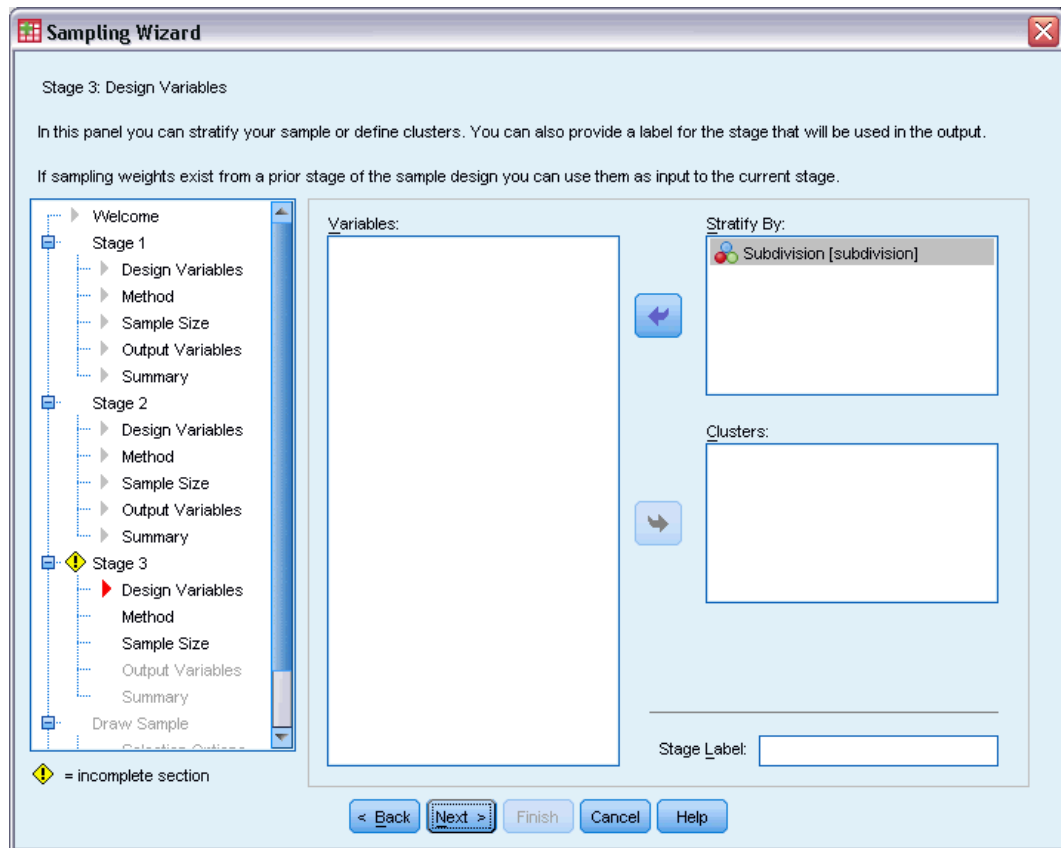 Sampling Wizard
Stage 3: Design Variables
In this panel you can stratify your sample or define clusters. You can also provide a label for the stage that will be used in the output.
If sampling weights exist from a prior stage of the sample design you can use them as input to the current stage.
Welcome
Stage 1
Design Variables
Method
Sample Size
Output Variables
Summary
Stage 2
Design Variables
Method
Sample Size
Output Variables
Summary
Stage 3
Design Variables
Method
Sample Size
Output Variables
Summary
Draw Sample
Selection Options
= incomplete section
Variables:
Stratify By:
Subdivision [subdivision]
Clusters:
Stage Label:
< Back
Next >
Finish
Cancel
Help